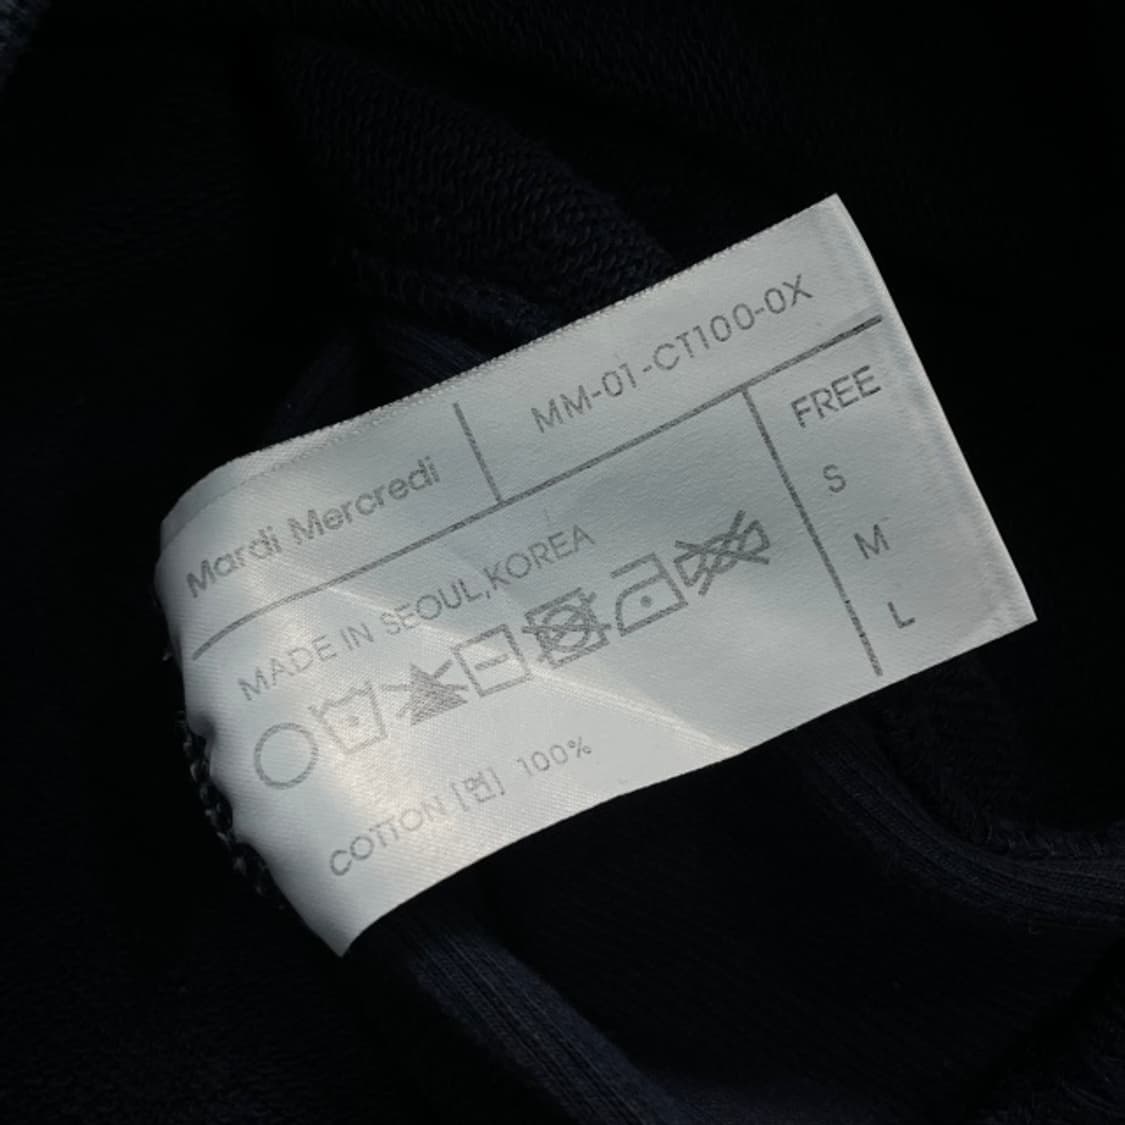 Mardi Mercredi
MM-01-CT100-0X
MADE IN SEOUL,KOREA
COTTON [면] 100%
FREE
S
M
L